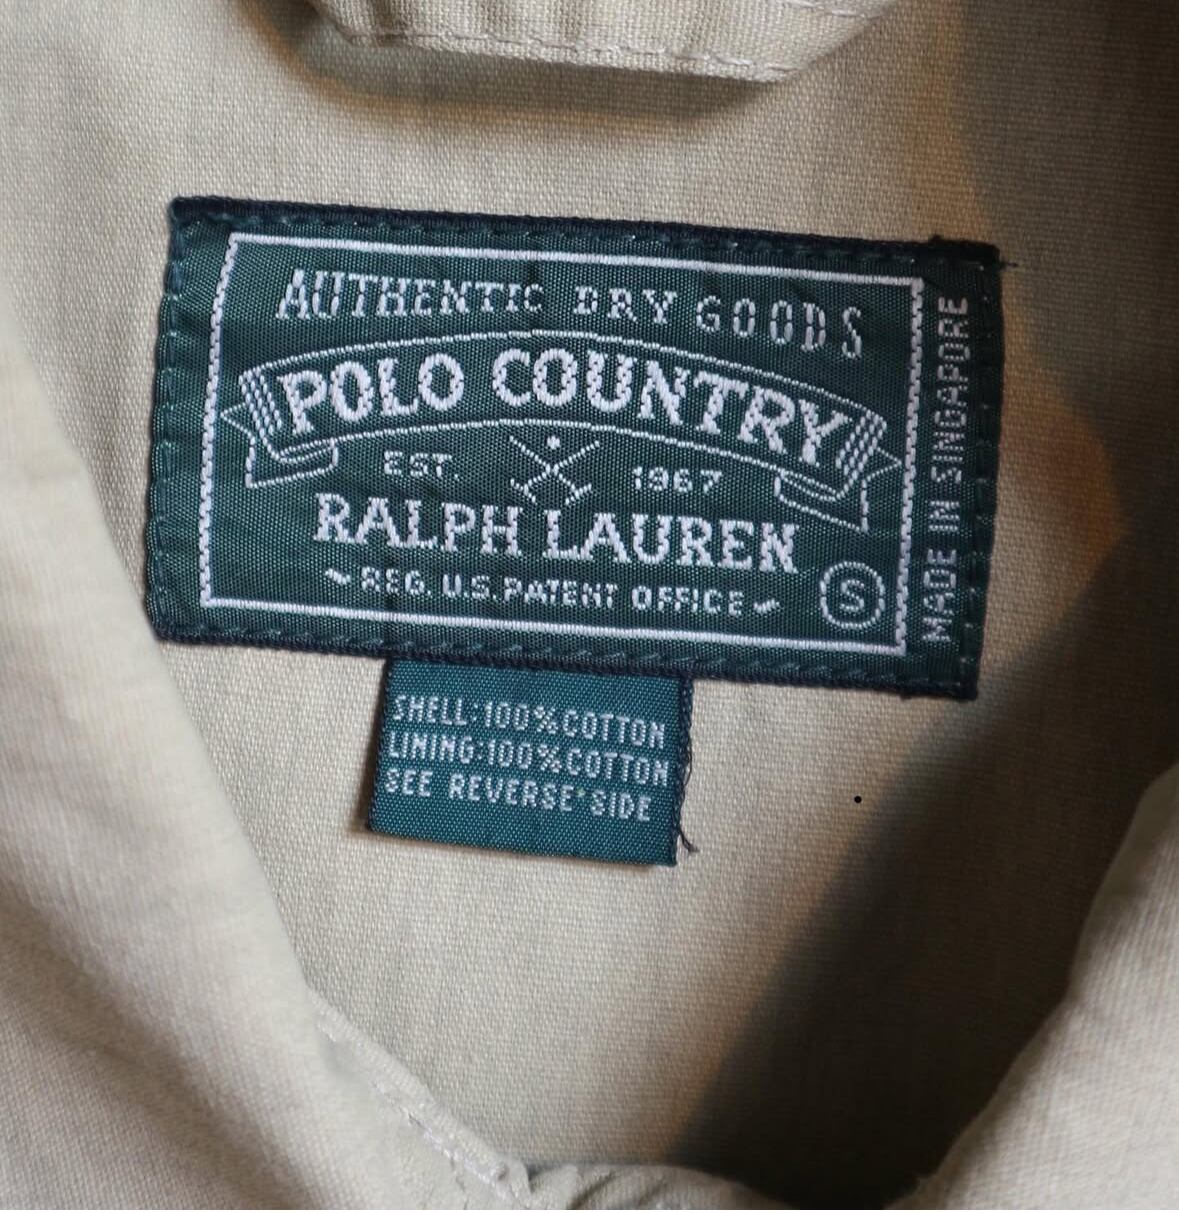 AUTHENTIC DRY GOODS
POLO COUNTRY
EST. 1967
RALPH LAUREN
REG. U.S. PATENT OFFICE
S
MADE IN SINGAPORE
SHELL:100%COTTON
LINING:100%COTTON
SEE REVERSE SIDE